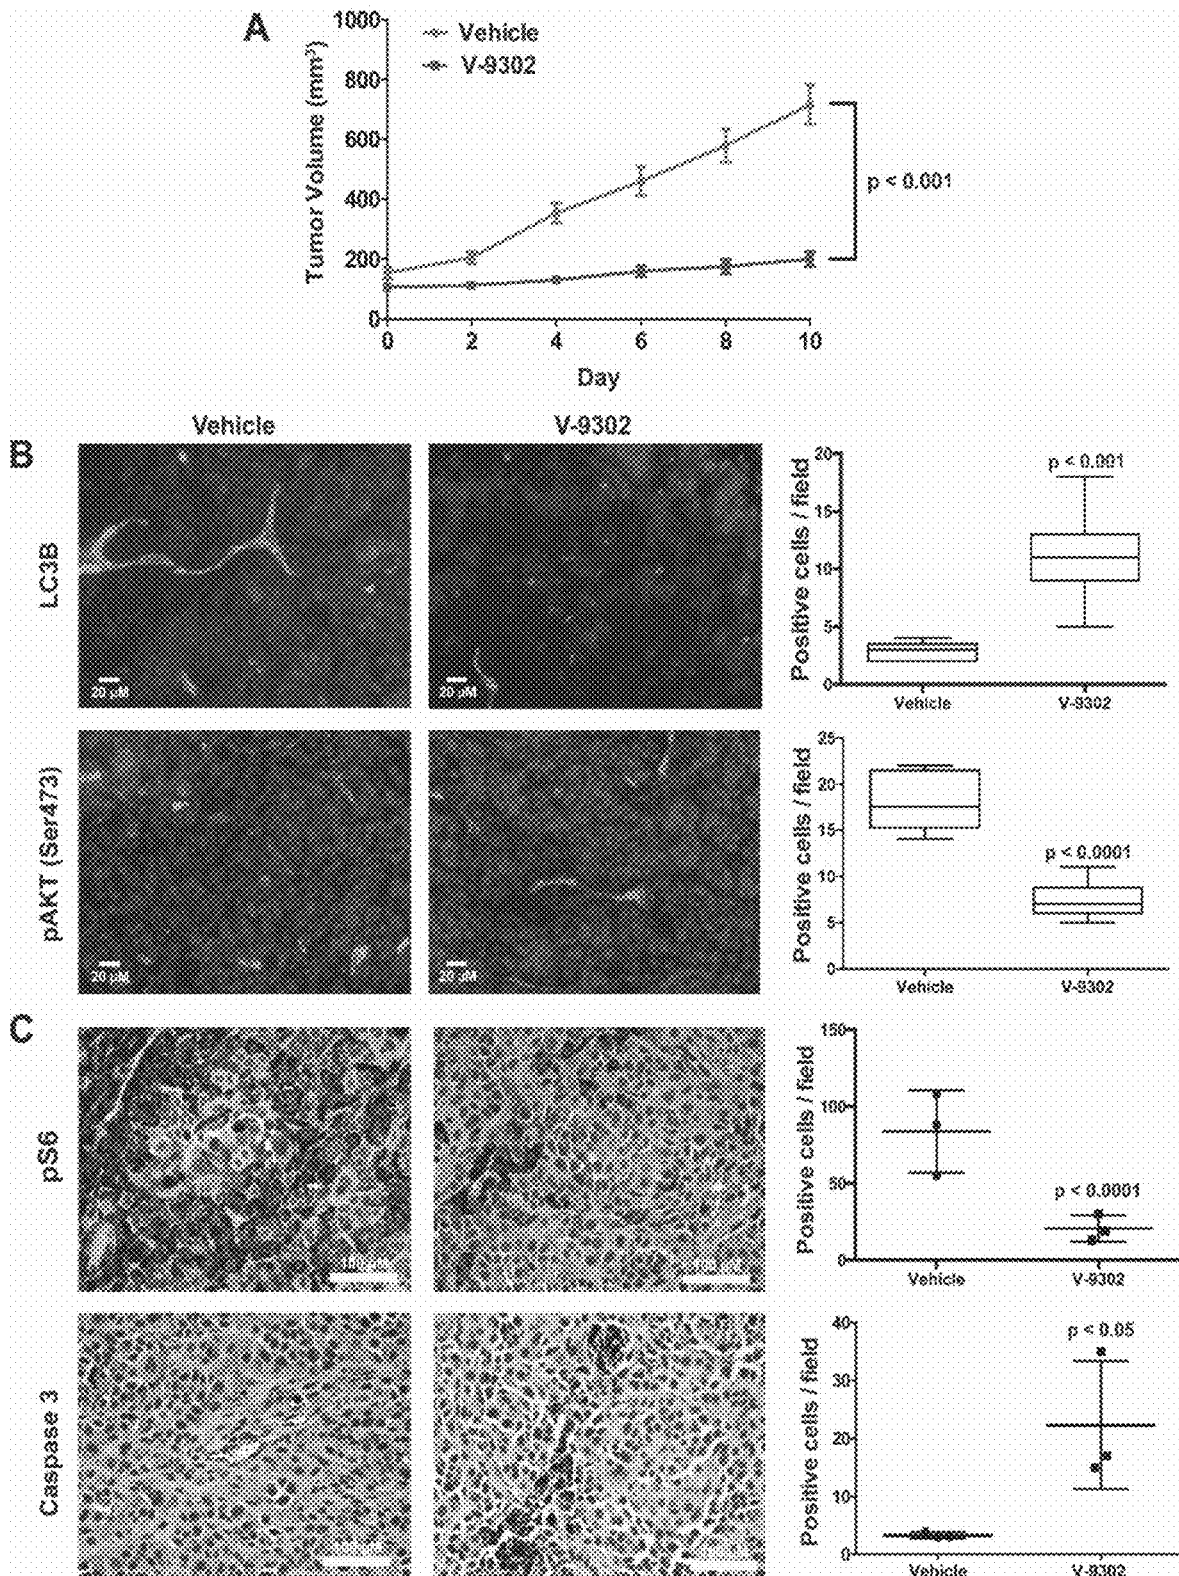 A
Tumor Volume (mm³)
1000
800
600
400
200
0
Vehicle
V-9302
p < 0.001
0 2 4 6 8 10
Day
Vehicle V-9302
B
LC3B
20 µM
20 µM
Positive cells / field
20
15
10
5
0
p < 0.001
Vehicle V-9302
pAKT (Ser473)
20 µM
20 µM
Positive cells / field
25
20
15
10
5
0
p < 0.0001
Vehicle V-9302
C
pS6
Positive cells / field
150
100
50
0
p < 0.0001
Vehicle V-9302
Caspase 3
Positive cells / field
40
30
20
10
0
p < 0.05
Vehicle V-9302